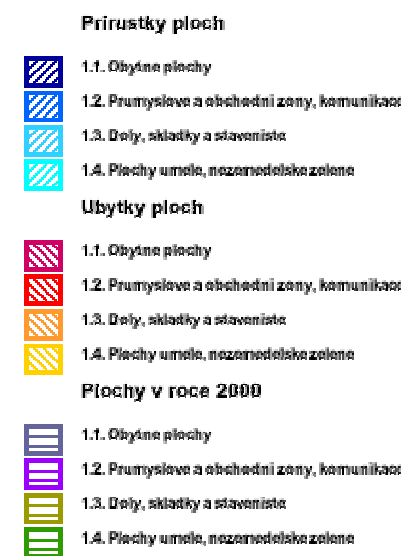 Prirustky ploch
1.1. Obytne plochy
1.2. Prumyslove a obchodni zony, komunikace
1.3. Doly, skladky a staveniste
1.4. Plochy umele, nezemedelske zelene
Ubytky ploch
1.1. Obytne plochy
1.2. Prumyslove a obchodni zony, komunikace
1.3. Doly, skladky a staveniste
1.4. Plochy umele, nezemedelske zelene
Plochy v roce 2000
1.1. Obytne plochy
1.2. Prumyslove a obchodni zony, komunikace
1.3. Doly, skladky a staveniste
1.4. Plochy umele, nezemedelske zelene